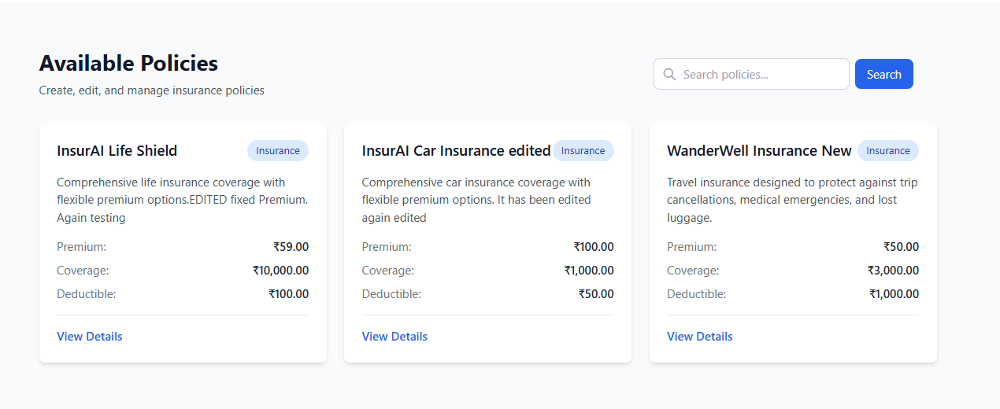 Available Policies
Create, edit, and manage insurance policies
Search policies...
Search
InsurAI Life Shield
Insurance
Comprehensive life insurance coverage with
flexible premium options.EDITED fixed Premium.
Again testing
Premium:
₹59.00
Coverage:
₹10,000.00
Deductible:
₹100.00
View Details
InsurAI Car Insurance edited
Insurance
Comprehensive car insurance coverage with
flexible premium options. It has been edited
again edited
Premium:
₹100.00
Coverage:
₹1,000.00
Deductible:
₹50.00
View Details
WanderWell Insurance New
Insurance
Travel insurance designed to protect against trip
cancellations, medical emergencies, and lost
luggage.
Premium:
₹50.00
Coverage:
₹3,000.00
Deductible:
₹1,000.00
View Details